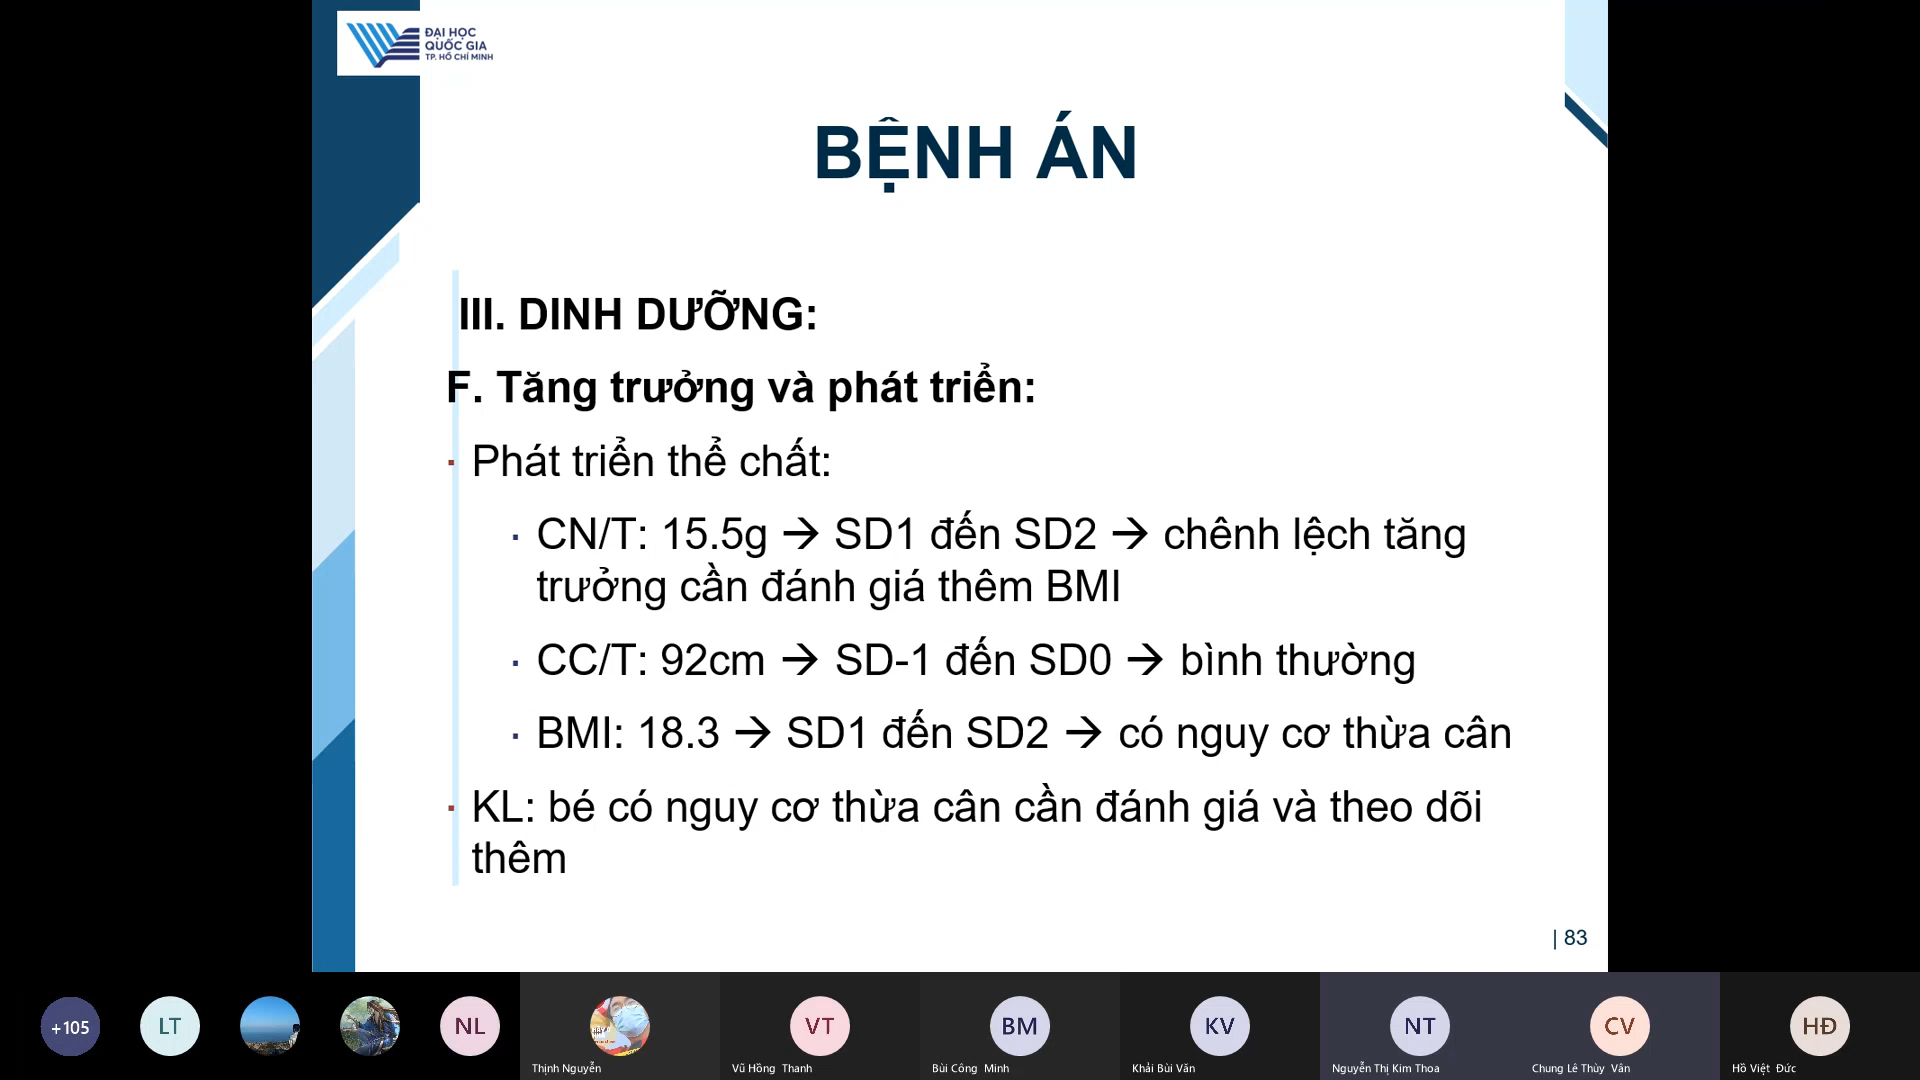 ĐẠI HỌC
QUỐC GIA
TP. HỒ CHÍ MINH
BỆNH ÁN
III. DINH DƯỠNG:
F. Tăng trưởng và phát triển:
· Phát triển thể chất:
· CN/T: 15.5g → SD1 đến SD2 → chênh lệch tăng
trưởng cần đánh giá thêm BMI
· CC/T: 92cm → SD-1 đến SD0 → bình thường
· BMI: 18.3 → SD1 đến SD2 → có nguy cơ thừa cân
· KL: bé có nguy cơ thừa cân cần đánh giá và theo dõi
thêm
| 83
+105
LT
NL
VT
BM
KV
NT
CV
HĐ
Thịnh Nguyễn
Vũ Hồng Thanh
Bùi Công Minh
Khải Bùi Văn
Nguyễn Thị Kim Thoa
Chung Lê Thùy Vân
Hồ Việt Đức